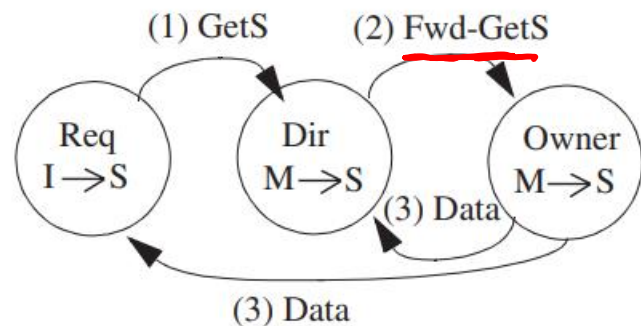 (1) GetS
(2) Fwd-GetS
Req
I→S
Dir
M→S
Owner
M→S
(3) Data
(3) Data